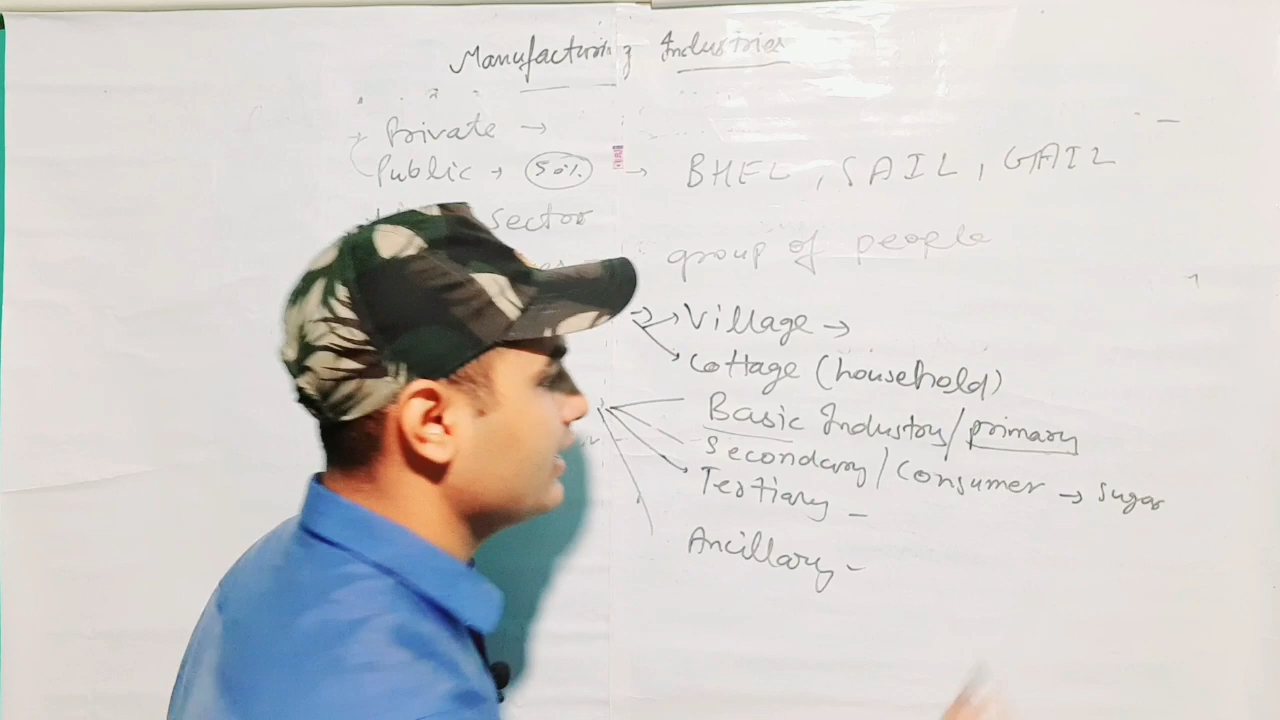 Manufacturing Industries
Private →
Public → 50% → BHEL, SAIL, GAIL
sector
group of people
→ Village →
Cottage (household)
Basic Industry/primary
Secondary/Consumer → Sugar
Tertiary -
Ancillary -